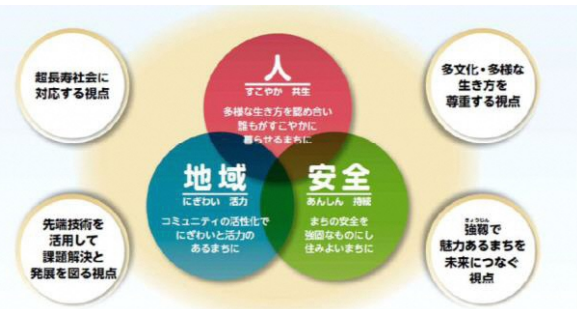 超長寿社会に
対応する視点
人
すこやか 共生
多様な生き方を認め合い
誰もがすこやかに
暮らせるまちに
多文化・多様な
生き方を
尊重する視点
地域
にぎわい 活力
コミュニティの活性化で
にぎわいと活力の
あるまちに
安全
あんしん 持続
まちの安全を
強固なものにし
住みよいまちに
先端技術を
活用して
課題解決と
発展を図る視点
きょうじん
強靱で
魅力あるまちを
未来につなぐ
視点